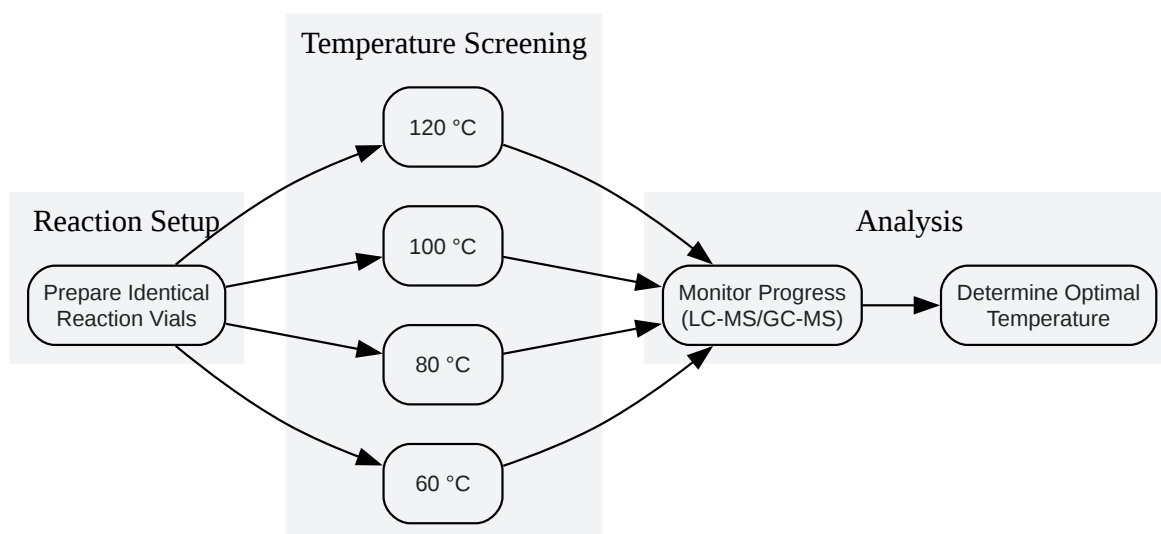 Temperature Screening
120 °C
Reaction Setup
100 °C
Analysis
Prepare Identical
Reaction Vials
Monitor Progress
(LC-MS/GC-MS)
Determine Optimal
Temperature
80 °C
60 °C